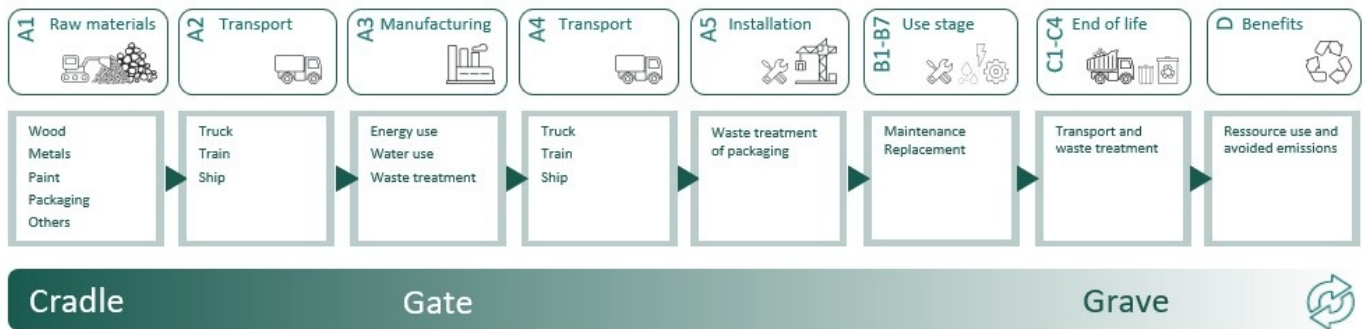 A1 Raw materials
A2 Transport
A3 Manufacturing
A4 Transport
A5 Installation
B1-B7 Use stage
C1-C4 End of life
D Benefits
Wood
Metals
Paint
Packaging
Others
Truck
Train
Ship
Energy use
Water use
Waste treatment
Truck
Train
Ship
Waste treatment
of packaging
Maintenance
Replacement
Transport and
waste treatment
Ressource use and
avoided emissions
Cradle
Gate
Grave